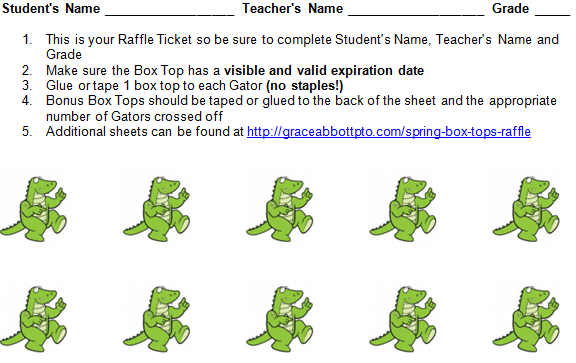 Student's Name _________________ Teacher's Name __________________ Grade _____
1. This is your Raffle Ticket so be sure to complete Student's Name, Teacher's Name and
Grade
2. Make sure the Box Top has a visible and valid expiration date
3. Glue or tape 1 box top to each Gator (no staples!)
4. Bonus Box Tops should be taped or glued to the back of the sheet and the appropriate
number of Gators crossed off
5. Additional sheets can be found at http://graceabbottpto.com/spring-box-tops-raffle